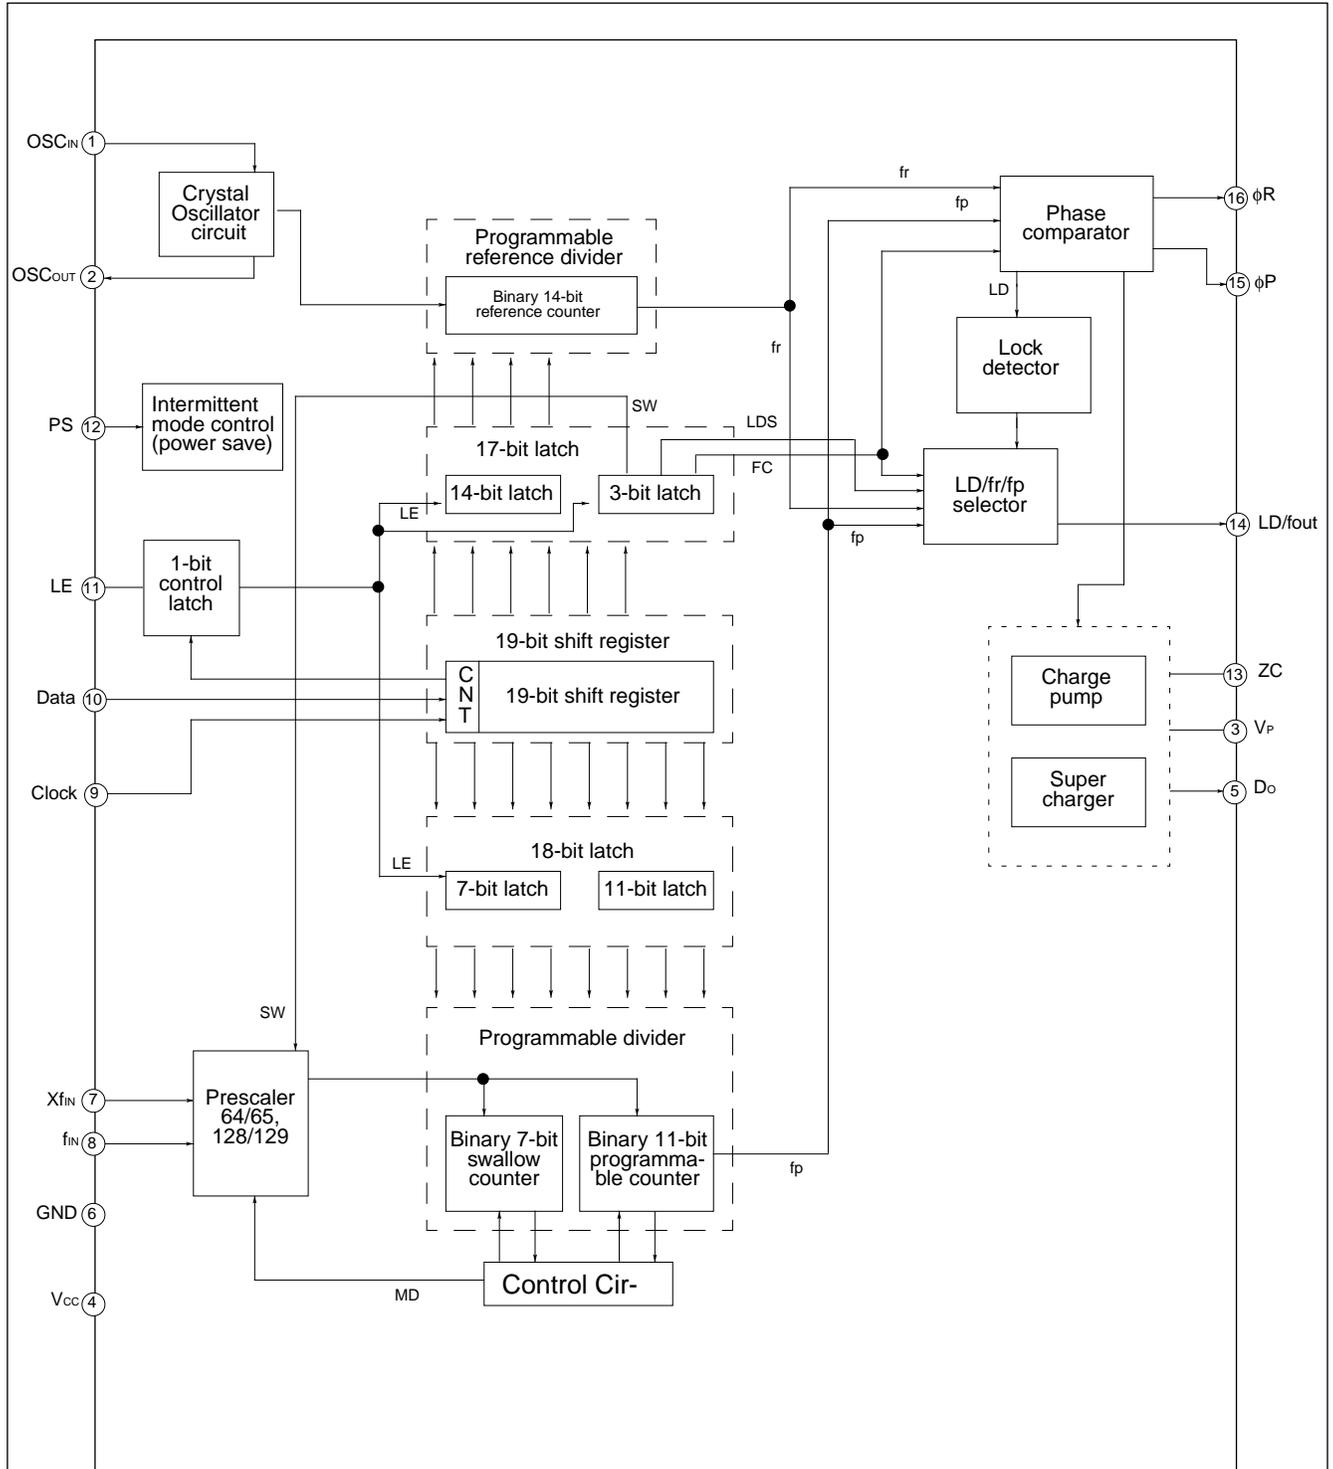 OSCIN 1
Crystal
Oscillator
circuit
OSCOUT 2
Programmable
reference divider
Binary 14-bit
reference counter
fr
fp
Phase
comparator
16 ϕR
15 ϕP
LD
Lock
detector
fr
PS 12
Intermittent
mode control
(power save)
SW
LDS
FC
17-bit latch
14-bit latch
3-bit latch
LE
LD/fr/fp
selector
fp
14 LD/fout
LE 11
1-bit
control
latch
19-bit shift register
C
N
T
19-bit shift register
Data 10
Clock 9
Charge
pump
Super
charger
13 ZC
3 VP
5 DO
18-bit latch
LE
7-bit latch
11-bit latch
SW
Programmable divider
XfIN 7
fIN 8
Prescaler
64/65,
128/129
Binary 7-bit
swallow
counter
Binary 11-bit
programma-
ble counter
fp
GND 6
Control Cir-
MD
VCC 4